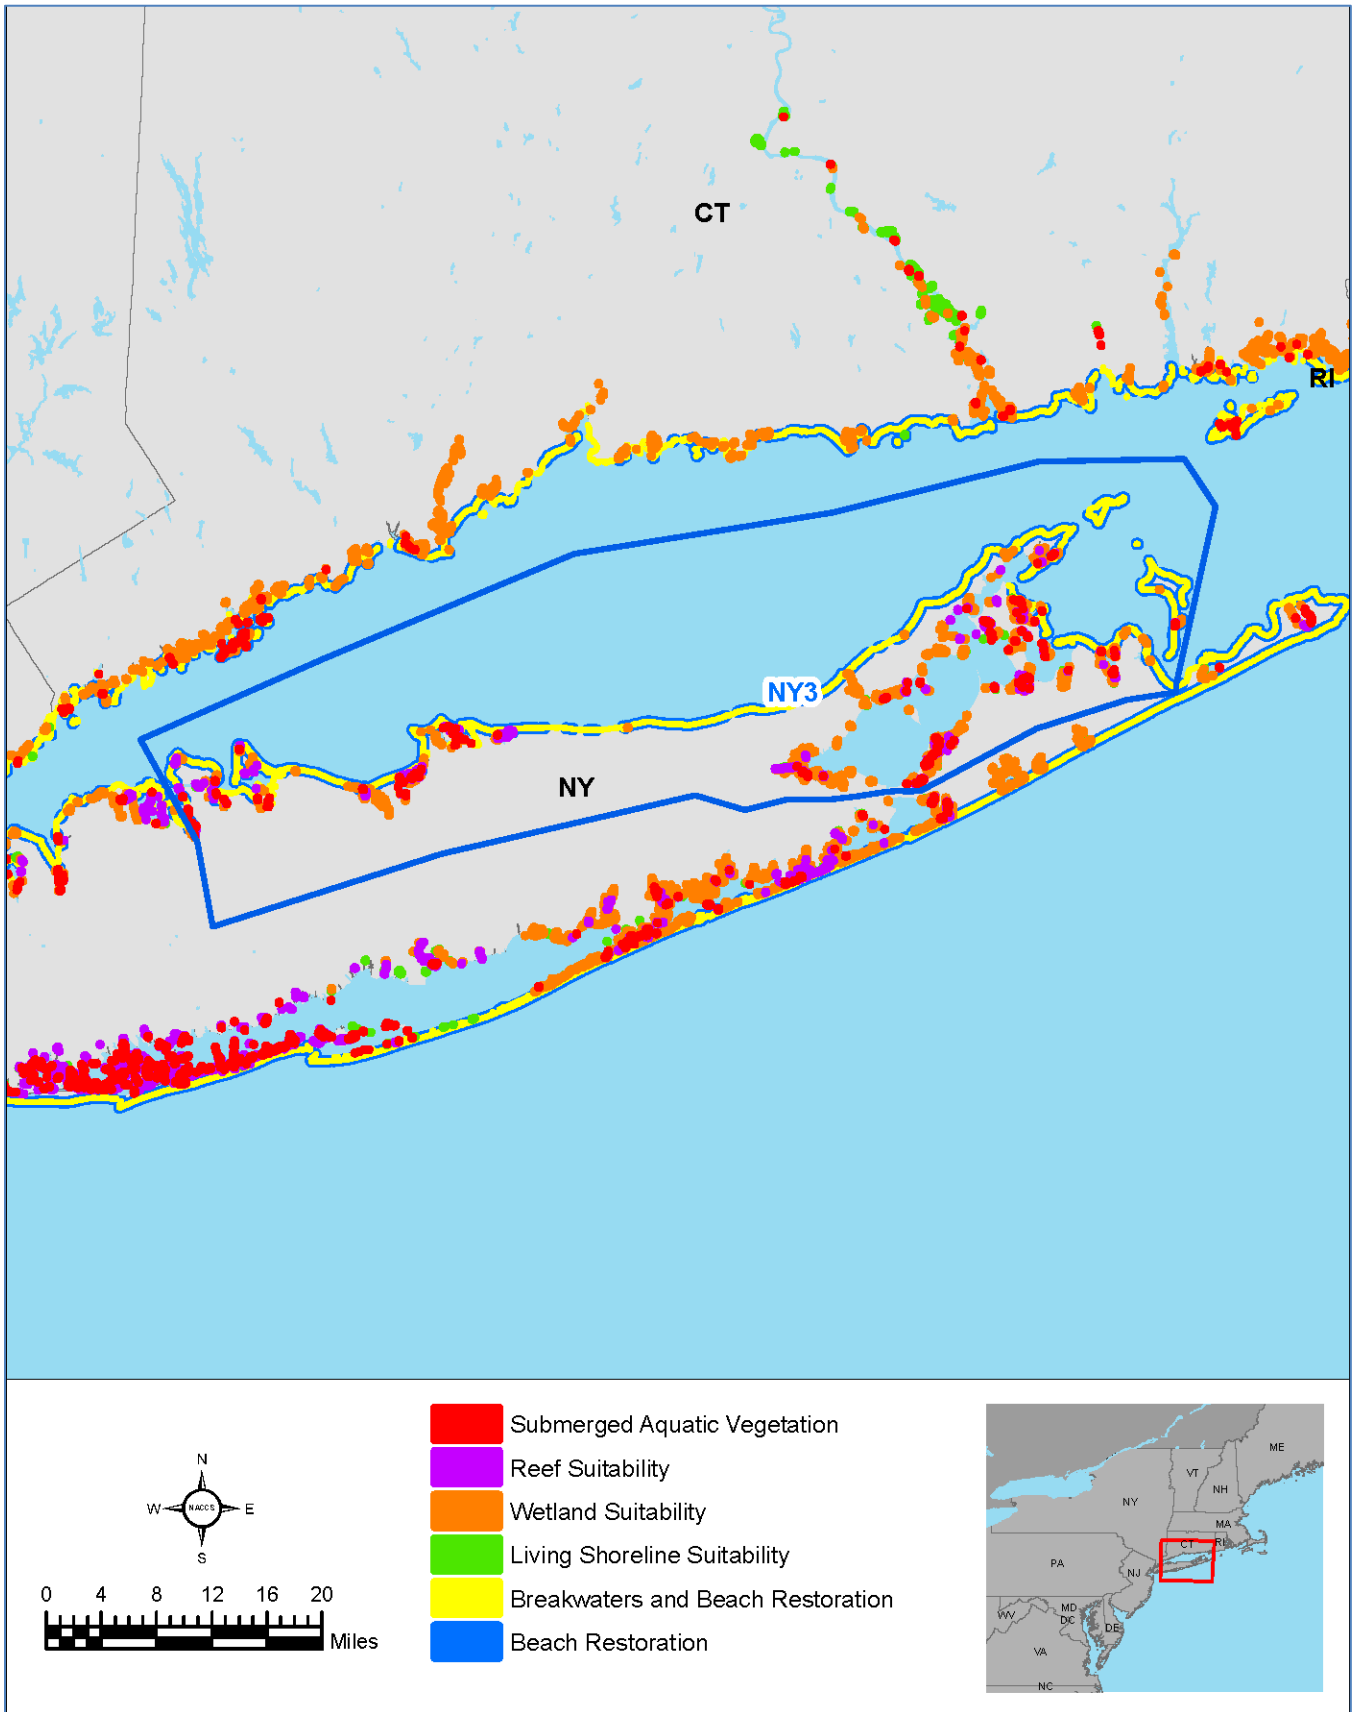 CT
RI
NY3
NY
N
W NACCS E
S
0 4 8 12 16 20
Miles
Submerged Aquatic Vegetation
Reef Suitability
Wetland Suitability
Living Shoreline Suitability
Breakwaters and Beach Restoration
Beach Restoration
ME
VT
NH
NY
MA
CT RI
PA
NJ
MD
WV DC
DE
VA
NC